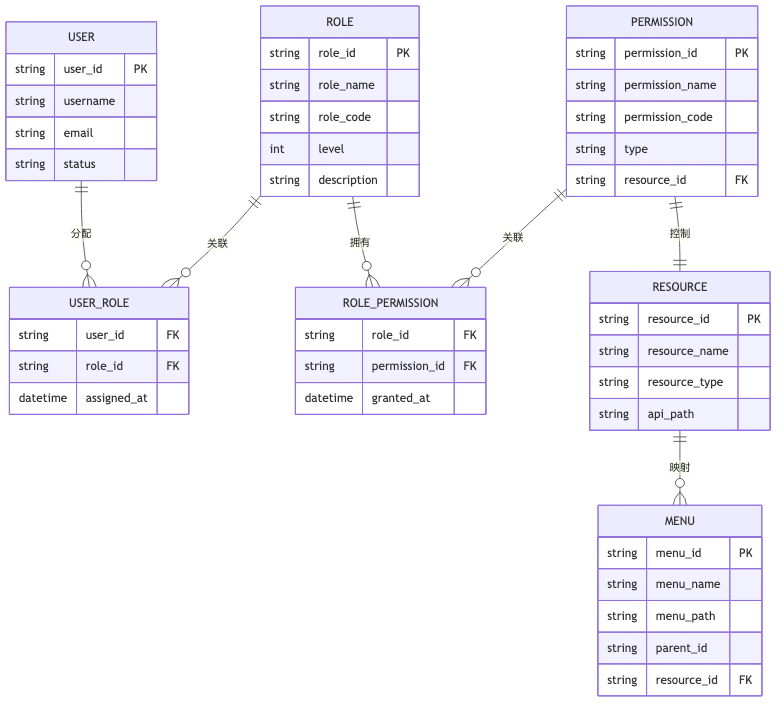 USER
string user_id PK
string username
string email
string status
ROLE
string role_id PK
string role_name
string role_code
int level
string description
PERMISSION
string permission_id PK
string permission_name
string permission_code
string type
string resource_id FK
分配
关联
拥有
关联
控制
USER_ROLE
string user_id FK
string role_id FK
datetime assigned_at
ROLE_PERMISSION
string role_id FK
string permission_id FK
datetime granted_at
RESOURCE
string resource_id PK
string resource_name
string resource_type
string api_path
映射
MENU
string menu_id PK
string menu_name
string menu_path
string parent_id
string resource_id FK